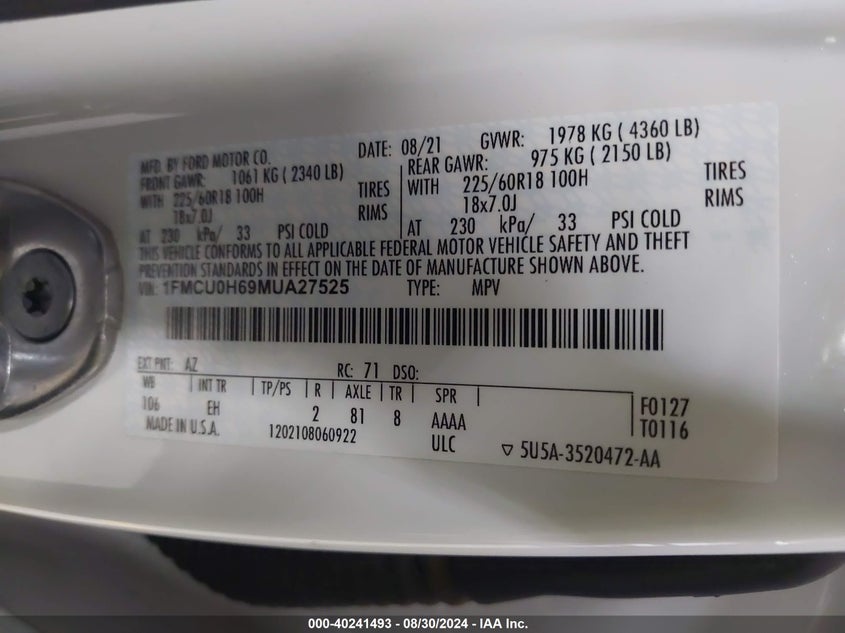 MFD. BY FORD MOTOR CO. DATE: 08/21 GVWR: 1978 KG ( 4360 LB)
FRONT GAWR: 1061 KG ( 2340 LB) REAR GAWR: 975 KG ( 2150 LB)
WITH 225/60R18 100H TIRES WITH 225/60R18 100H TIRES
18x7.0J RIMS 18x7.0J RIMS
AT 230 kPa/ 33 PSI COLD AT 230 kPa/ 33 PSI COLD
THIS VEHICLE CONFORMS TO ALL APPLICABLE FEDERAL MOTOR VEHICLE SAFETY AND THEFT
PREVENTION STANDARDS IN EFFECT ON THE DATE OF MANUFACTURE SHOWN ABOVE.
VIN: 1FMCU0H69MUA27525 TYPE: MPV
EXT PNT: AZ RC: 71 DSO:
WB INT TR TP/PS R AXLE TR SPR
106 EH 2 81 8 AAAA F0127
MADE IN U.S.A. 1202108060922 ULC T0116
▽ 5U5A-3520472-AA
000-40241493 - 08/30/2024 - IAA Inc.